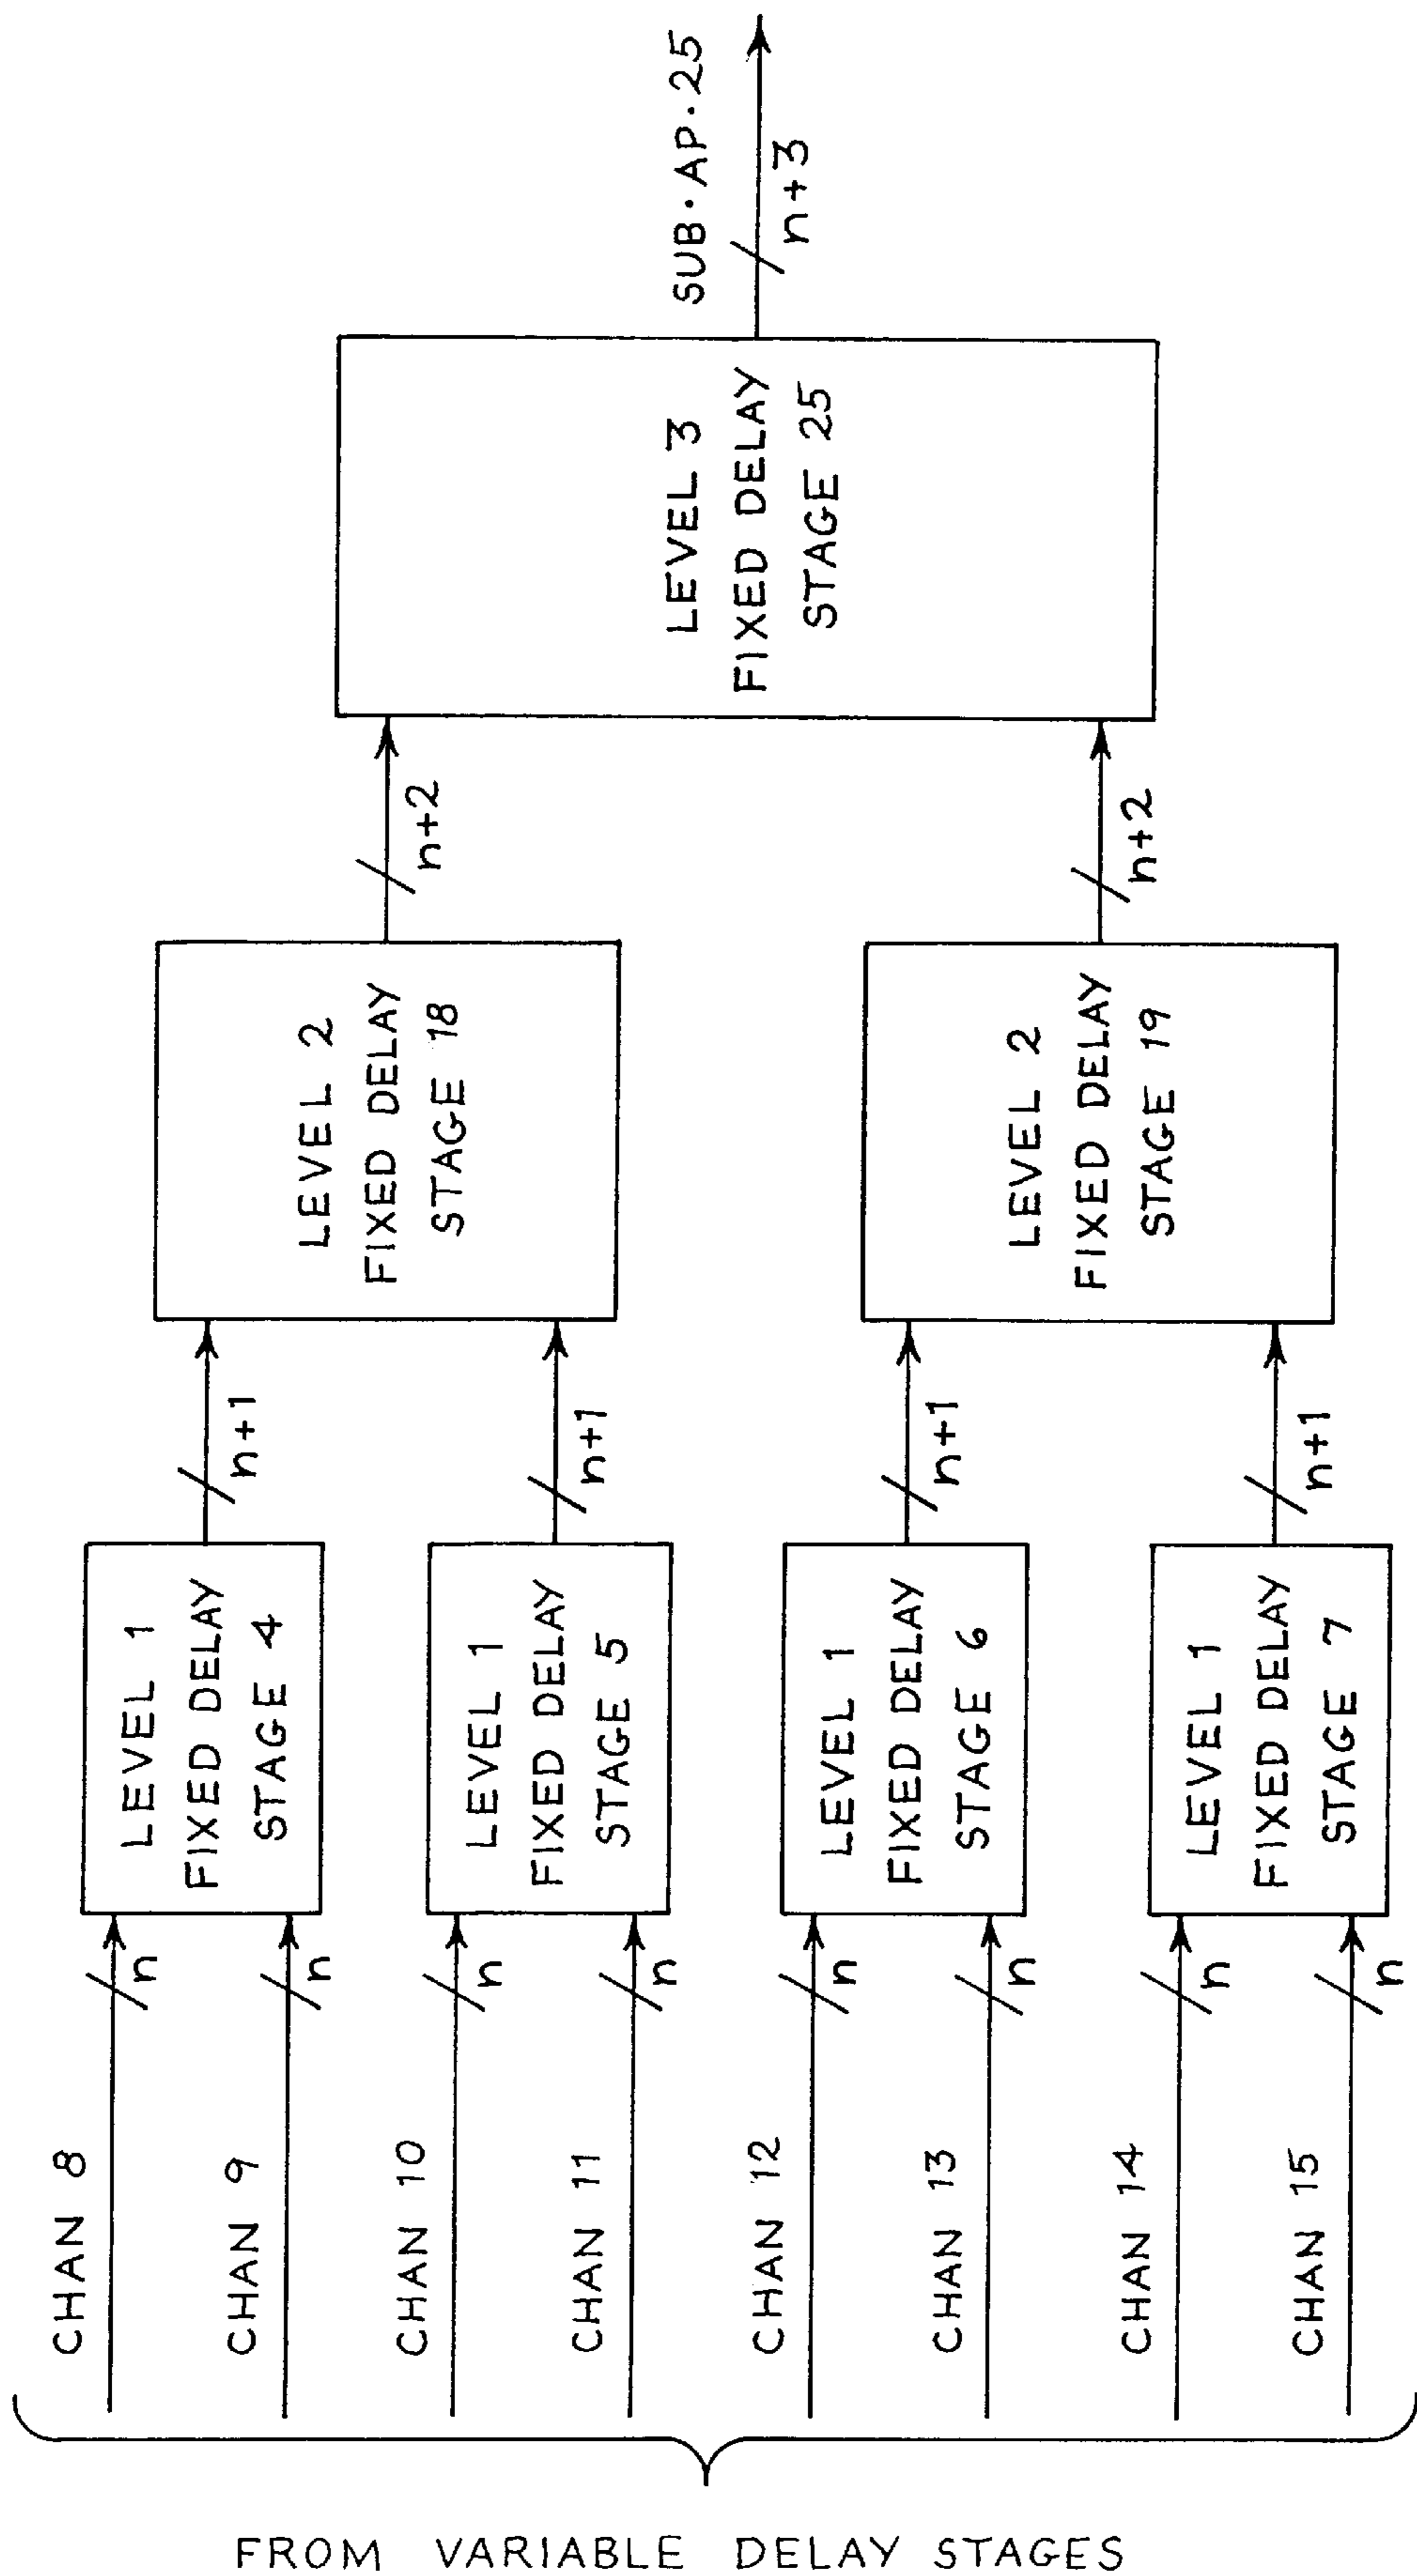 SUB·AP·25
n+3
LEVEL 3
FIXED DELAY
STAGE 25
n+2
n+2
LEVEL 2
FIXED DELAY
STAGE 18
LEVEL 2
FIXED DELAY
STAGE 19
n+1
n+1
n+1
n+1
LEVEL 1
FIXED DELAY
STAGE 4
LEVEL 1
FIXED DELAY
STAGE 5
LEVEL 1
FIXED DELAY
STAGE 6
LEVEL 1
FIXED DELAY
STAGE 7
n
n
n
n
n
n
n
n
CHAN 8
CHAN 9
CHAN 10
CHAN 11
CHAN 12
CHAN 13
CHAN 14
CHAN 15
FROM VARIABLE DELAY STAGES